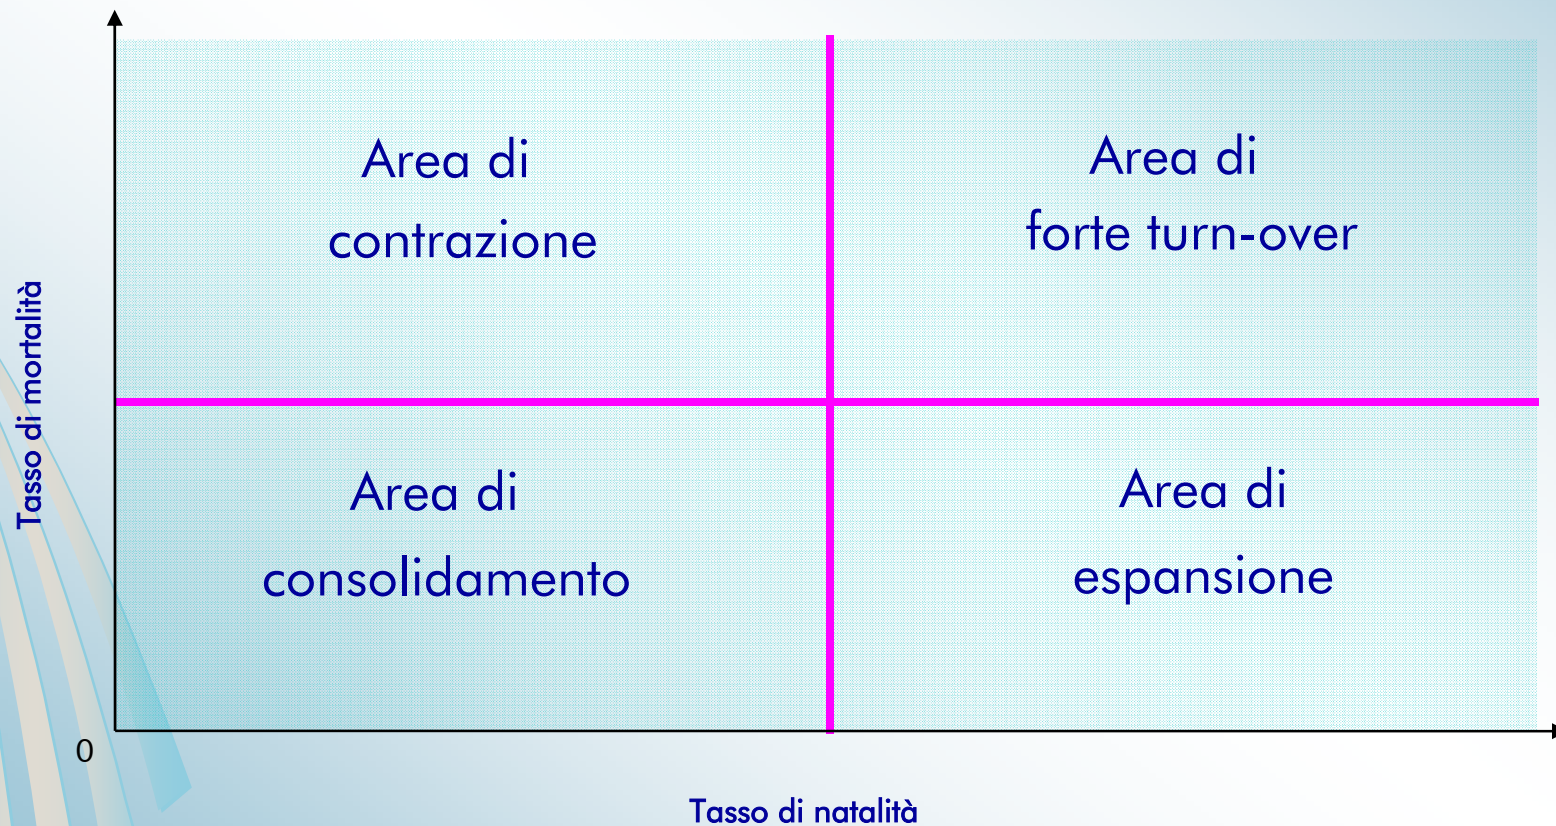 Area di
contrazione
Area di
forte turn-over
Tasso di mortalità
Area di
consolidamento
Area di
espansione
0
Tasso di natalità